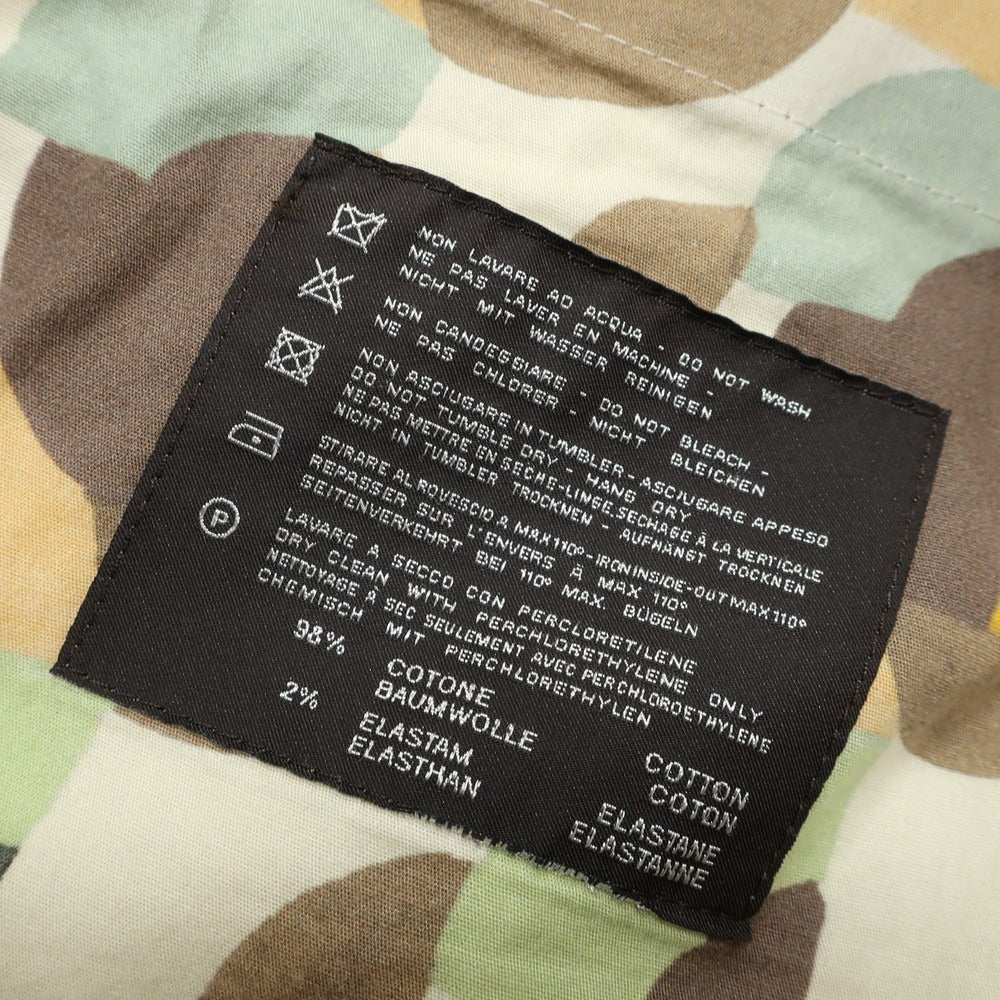 NON LAVARE AD ACQUA - DO NOT WASH
NE PAS LAVER EN MACHINE -
NICHT MIT WASSER REINIGEN
NON CANDEGGIARE - DO NOT BLEACH -
NE PAS CHLORER - NICHT BLEICHEN
NON ASCIUGARE IN TUMBLER-ASCIUGARE APPESO
DO NOT TUMBLE DRY - HANG DRY
NE PAS METTRE EN SECHE-LINGE.SECHAGE À LA VERTICALE
NICHT IN TUMBLER TROCKNEN - AUFHÄNGT TROCKNEN
STIRARE AL ROVESCIO A MAX 110°-IRON INSIDE-OUT MAX 110°
REPASSER SUR L'ENVERS À MAX 110°
SEITENVERKEHRT BEI 110° MAX. BÜGELN
LAVARE A SECCO CON PERCLORETILENE
DRY CLEAN WITH PERCHLORETHYLENE ONLY
NETTOYAGE À SEC SEULEMENT AVEC PERCHLOROETHYLENE
CHEMISCH MIT PERCHLORETHYLEN
P
98% COTONE COTTON
BAUMWOLLE COTON
2% ELASTAM ELASTANE
ELASTHAN ELASTANNE